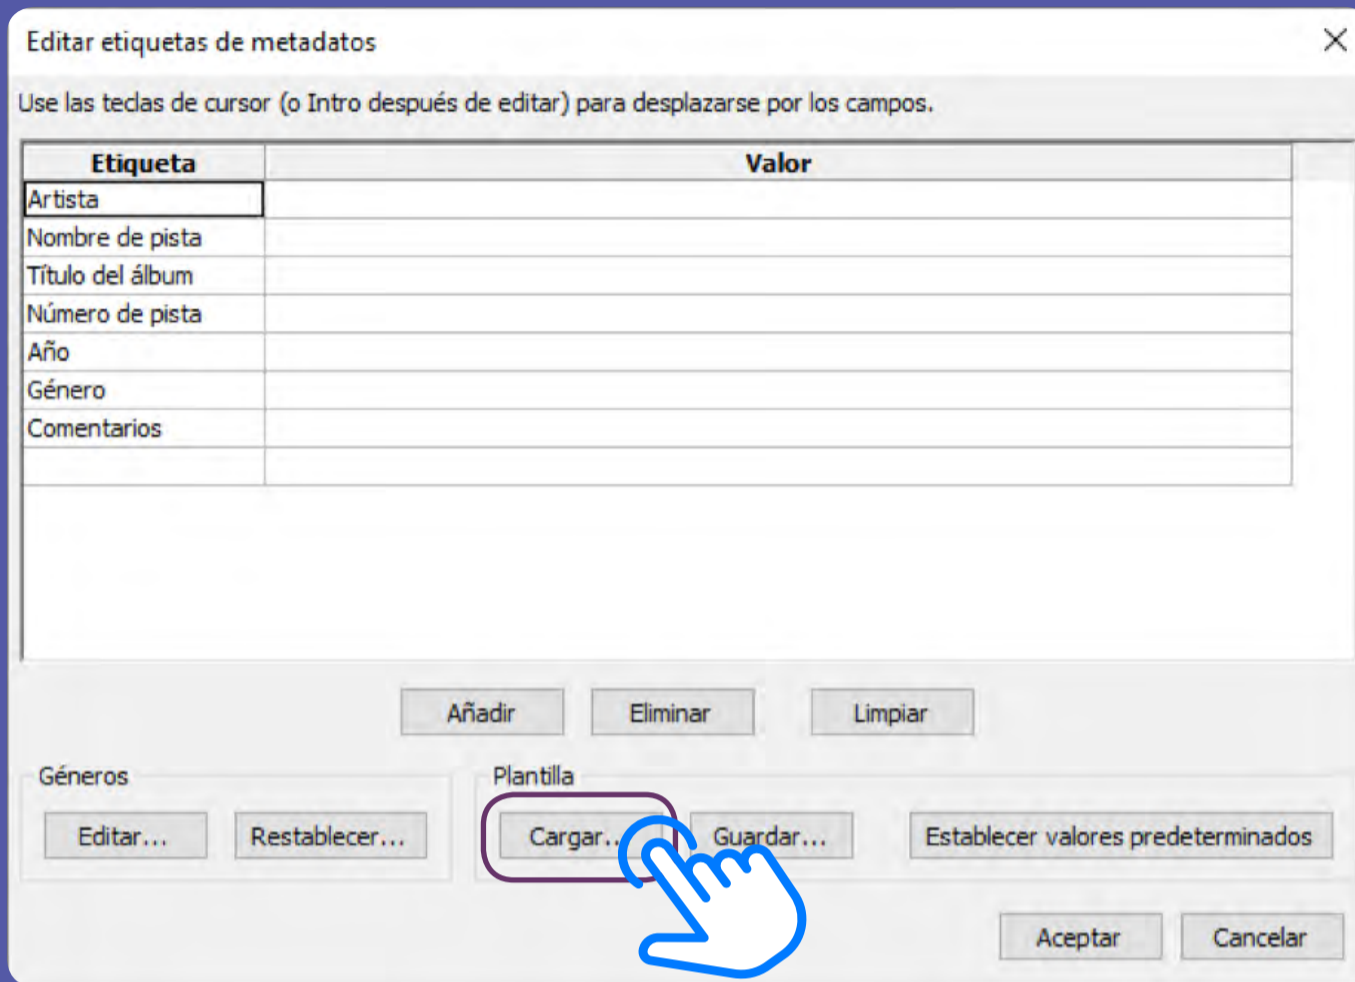 Editar etiquetas de metadatos
Use las teclas de cursor (o Intro después de editar) para desplazarse por los campos.
Etiqueta Valor
Artista
Nombre de pista
Título del álbum
Número de pista
Año
Género
Comentarios
Añadir Eliminar Limpiar
Géneros Plantilla
Editar... Restablecer... Cargar.. Guardar... Establecer valores predeterminados
Aceptar Cancelar